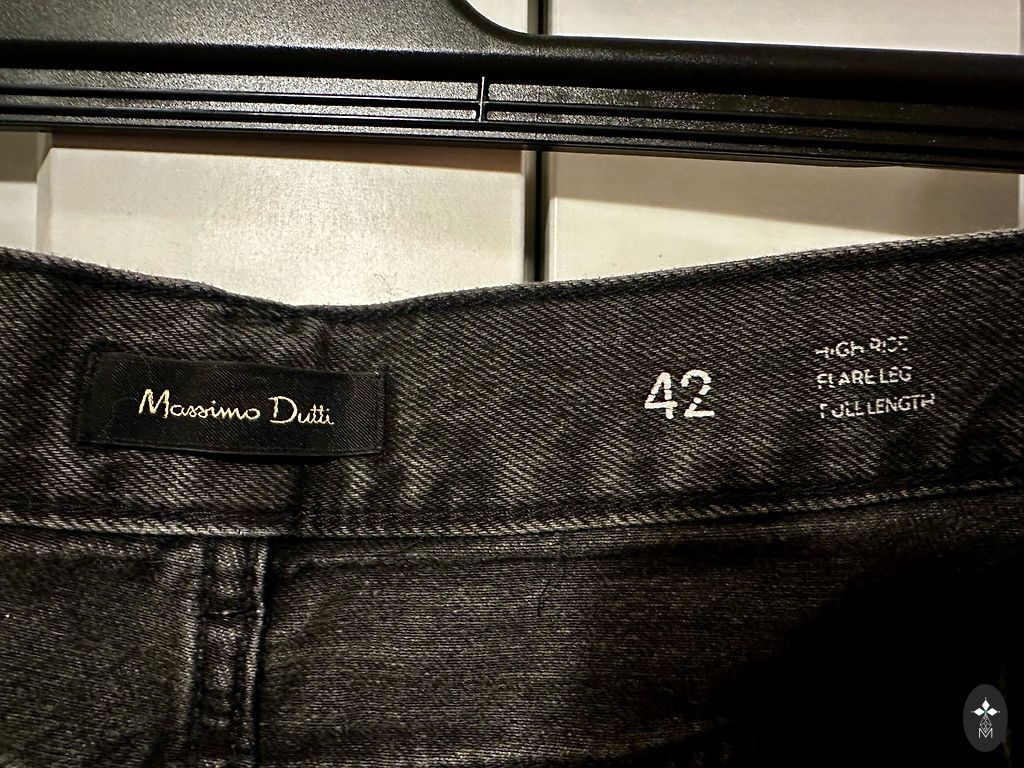 Massimo Dutti
42
HIGH RISE
FLARE LEG
FULL LENGTH
M